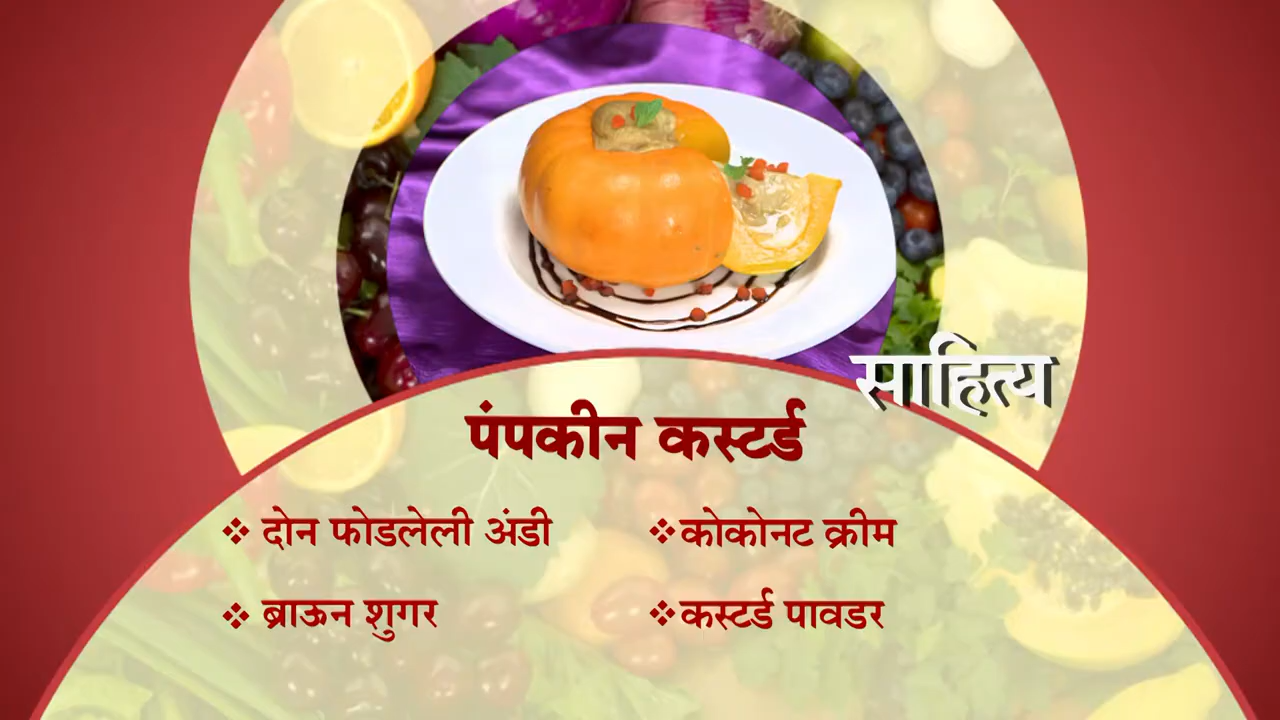 साहित्य
पंपकीन कस्टर्ड
❖ दोन फोडलेली अंडी
❖ कोकोनट क्रीम
❖ ब्राऊन शुगर
❖ कस्टर्ड पावडर